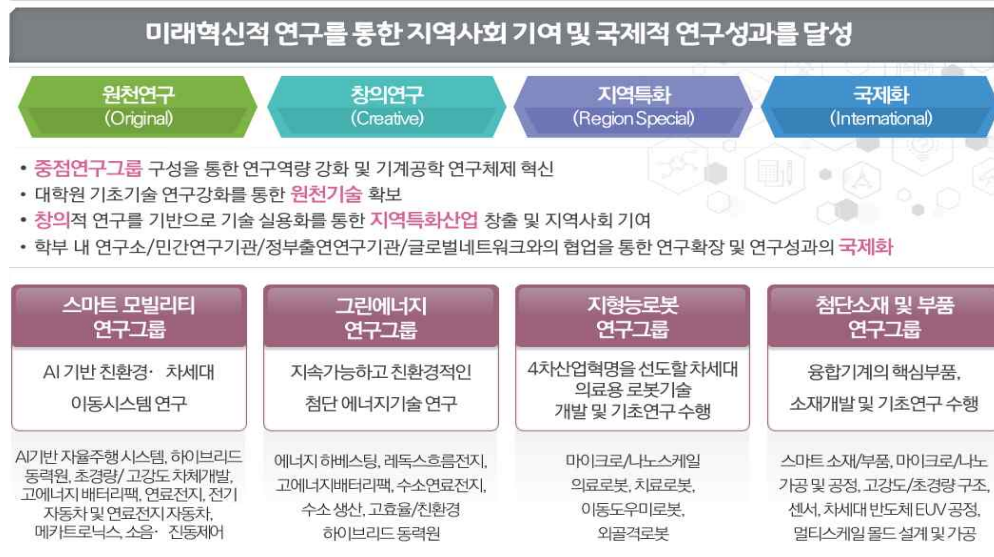 미래혁신적 연구를 통한 지역사회 기여 및 국제적 연구성과를 달성
원천연구
(Original)
창의연구
(Creative)
지역특화
(Region Special)
국제화
(International)
• 중점연구그룹 구성을 통한 연구역량 강화 및 기계공학 연구체제 혁신
• 대학원 기초기술 연구강화를 통한 원천기술 확보
• 창의적 연구를 기반으로 기술 실용화를 통한 지역특화산업 창출 및 지역사회 기여
• 학부 내 연구소/민간연구기관/정부출연연구기관/글로벌네트워크와의 협업을 통한 연구확장 및 연구성과의 국제화
스마트 모빌리티
연구그룹
AI 기반 친환경· 차세대
이동시스템 연구
AI기반 자율주행 시스템, 하이브리드
동력원, 초경량/ 고강도 차체개발,
고에너지 배터리팩, 연료전지, 전기
자동차 및 연료전지 자동차,
메카트로닉스, 소음· 진동제어
그린에너지
연구그룹
지속가능하고 친환경적인
첨단 에너지기술 연구
에너지 하베스팅, 레독스흐름전지,
고에너지배터리팩, 수소연료전지,
수소 생산, 고효율/친환경
하이브리드 동력원
지형능로봇
연구그룹
4차산업혁명을 선도할 차세대
의료용 로봇기술
개발 및 기초연구 수행
마이크로/나노스케일
의료로봇, 치료로봇,
이동도우미로봇,
외골격로봇
첨단소재 및 부품
연구그룹
융합기계의 핵심부품,
소재개발 및 기초연구 수행
스마트 소재/부품, 마이크로/나노
가공 및 공정, 고강도/초경량 구조,
센서, 차세대 반도체 EUV 공정,
멀티스케일 몰드 설계 및 가공